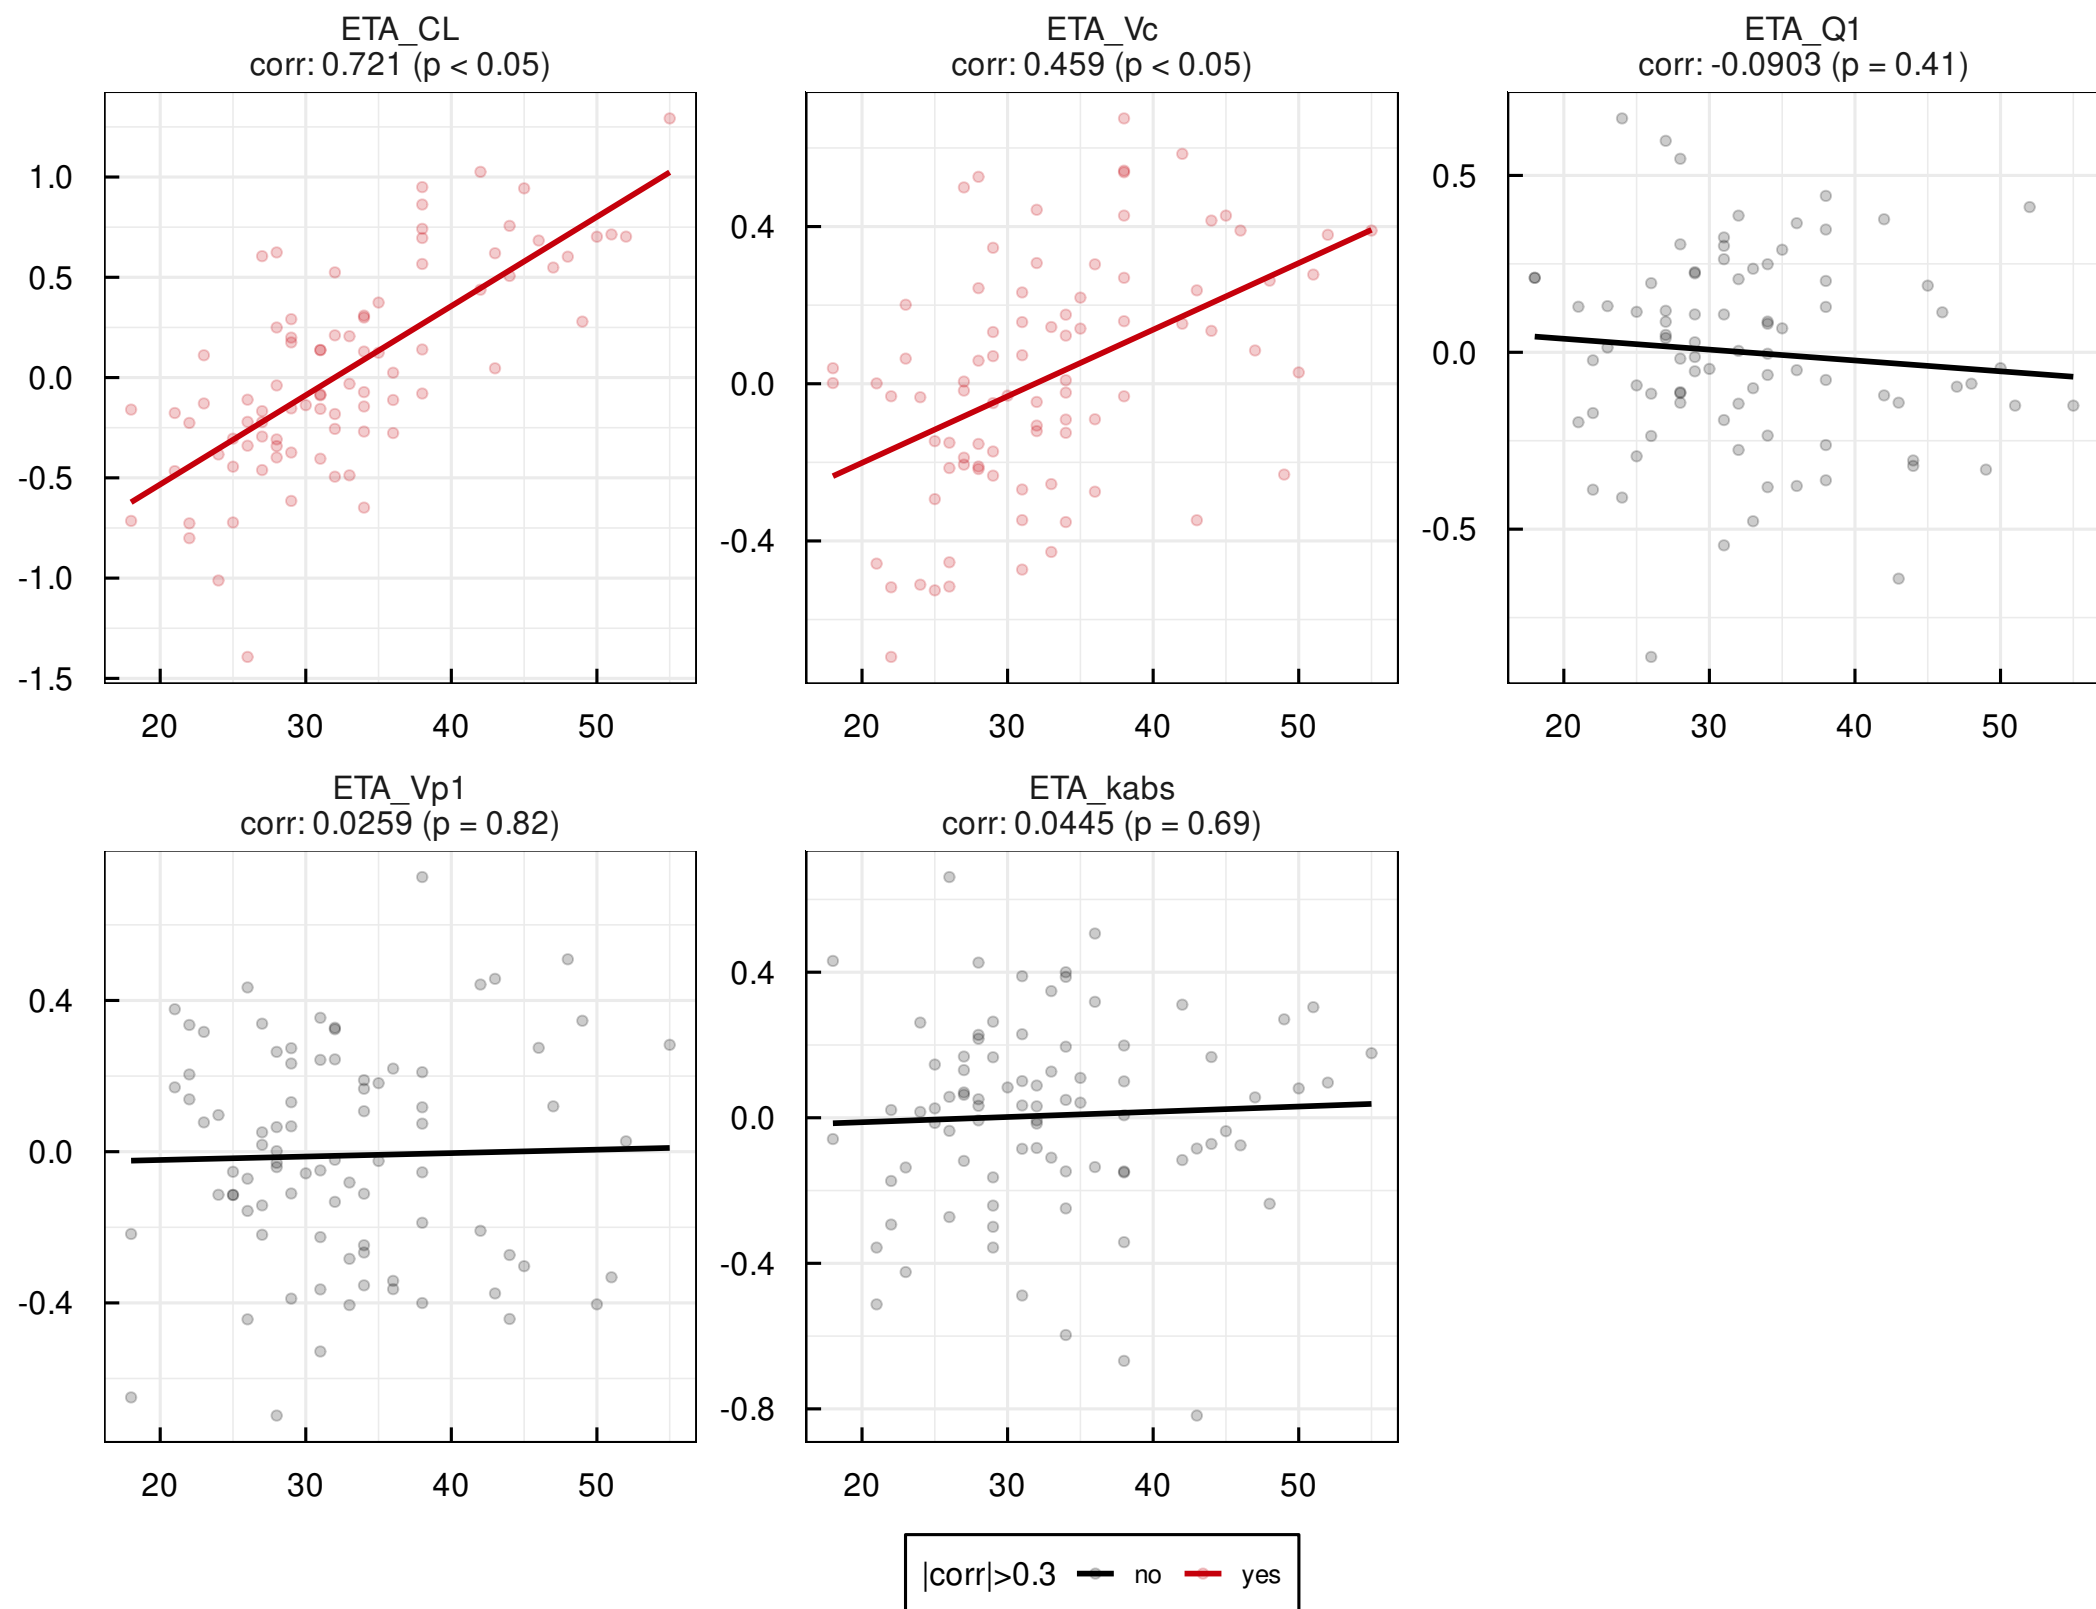 ETA_CL
corr: 0.721 (p < 0.05)
1.0
0.5
0.0
-0.5
-1.0
-1.5
20 30 40 50
ETA_Vc
corr: 0.459 (p < 0.05)
0.4
0.0
-0.4
20 30 40 50
ETA_Q1
corr: -0.0903 (p = 0.41)
0.5
0.0
-0.5
20 30 40 50
ETA_Vp1
corr: 0.0259 (p = 0.82)
0.4
0.0
-0.4
20 30 40 50
ETA_kabs
corr: 0.0445 (p = 0.69)
0.4
0.0
-0.4
-0.8
20 30 40 50
|corr|>0.3 no yes